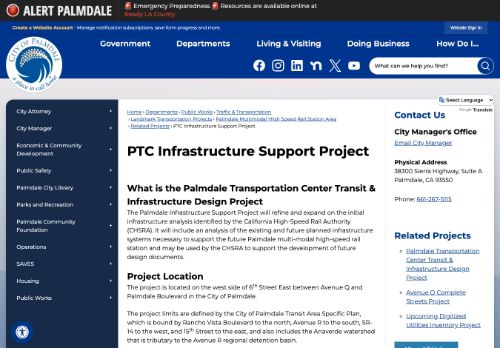 ALERT PALMDALE
🚨 Emergency Preparedness 🚨 Resources are available online at
Ready LA County.
Create a Website Account - Manage notification subscriptions, save form progress and more.
Website Sign In
CITY OF PALMDALE
a place to call home
Government
Departments
Living & Visiting
Doing Business
How Do I...
What can we help you find?
Select Language
Google Translate
City Attorney
City Manager
Economic & Community
Development
Public Safety
Palmdale City Library
Parks and Recreation
Palmdale Community
Foundation
Operations
SAVES
Housing
Public Works
Home › Departments › Public Works › Traffic & Transportation
› Landmark Transportation Projects › Palmdale Multimodal High Speed Rail Station Area
› Related Projects › PTC Infrastructure Support Project
PTC Infrastructure Support Project
What is the Palmdale Transportation Center Transit &
Infrastructure Design Project
The Palmdale Infrastructure Support Project will refine and expand on the initial
infrastructure analysis identified by the California High-Speed Rail Authority
(CHSRA). It will include an analysis of the existing and future planned infrastructure
systems necessary to support the future Palmdale multi-modal high-speed rail
station and may be used by the CHSRA to support the development of future
design documents.
Project Location
The project is located on the west side of 6th Street East between Avenue Q and
Palmdale Boulevard in the City of Palmdale.
The project limits are defined by the City of Palmdale Transit Area Specific Plan,
which is bound by Rancho Vista Boulevard to the north, Avenue R to the south, SR-
14 to the west, and 15th Street to the east, and also includes the Anaverde watershed
that is tributary to the Avenue R regional detention basin.
Contact Us
City Manager's Office
Email City Manager
Physical Address
38300 Sierra Highway, Suite A
Palmdale, CA 93550
Phone: 661-267-5115
Related Projects
Palmdale Transportation
Center Transit &
Infrastructure Design
Project
Avenue Q Complete
Streets Project
Upcoming Digitized
Utilities Inventory Project